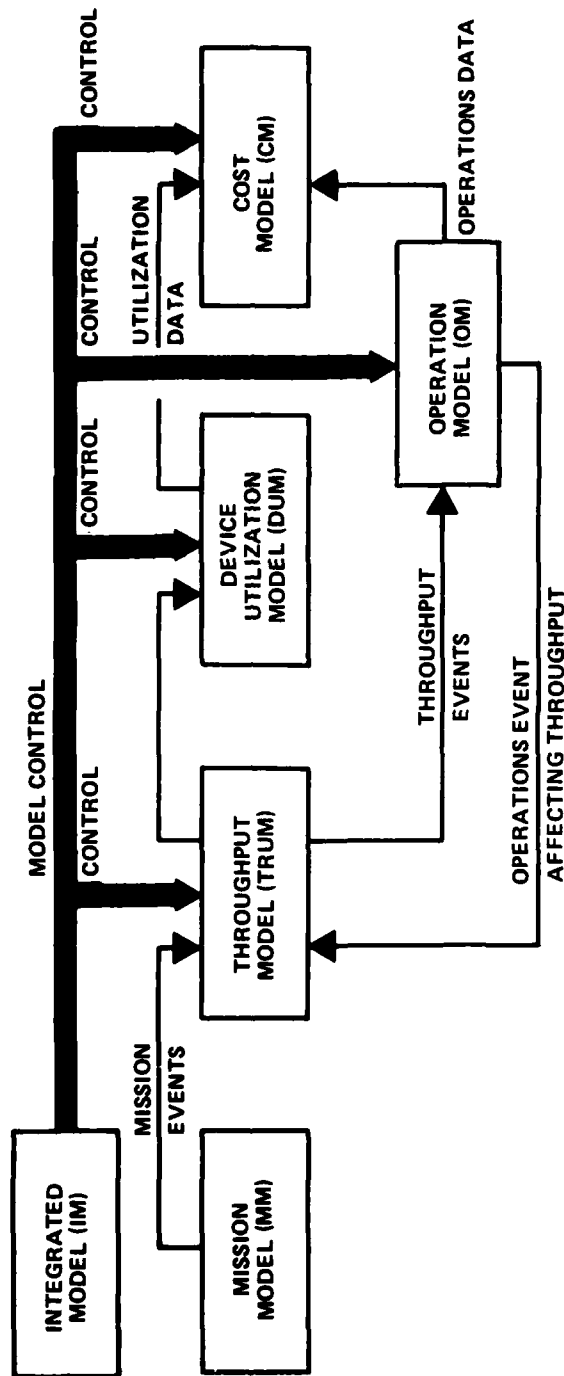 INTEGRATED
MODEL (IM)
MODEL CONTROL
CONTROL
CONTROL
CONTROL
CONTROL
MISSION
EVENTS
UTILIZATION
DATA
MISSION
MODEL (MM)
THROUGHPUT
MODEL (TRUM)
DEVICE
UTILIZATION
MODEL (DUM)
COST
MODEL (CM)
THROUGHPUT
EVENTS
OPERATION
MODEL (OM)
OPERATIONS DATA
OPERATIONS EVENT
AFFECTING THROUGHPUT